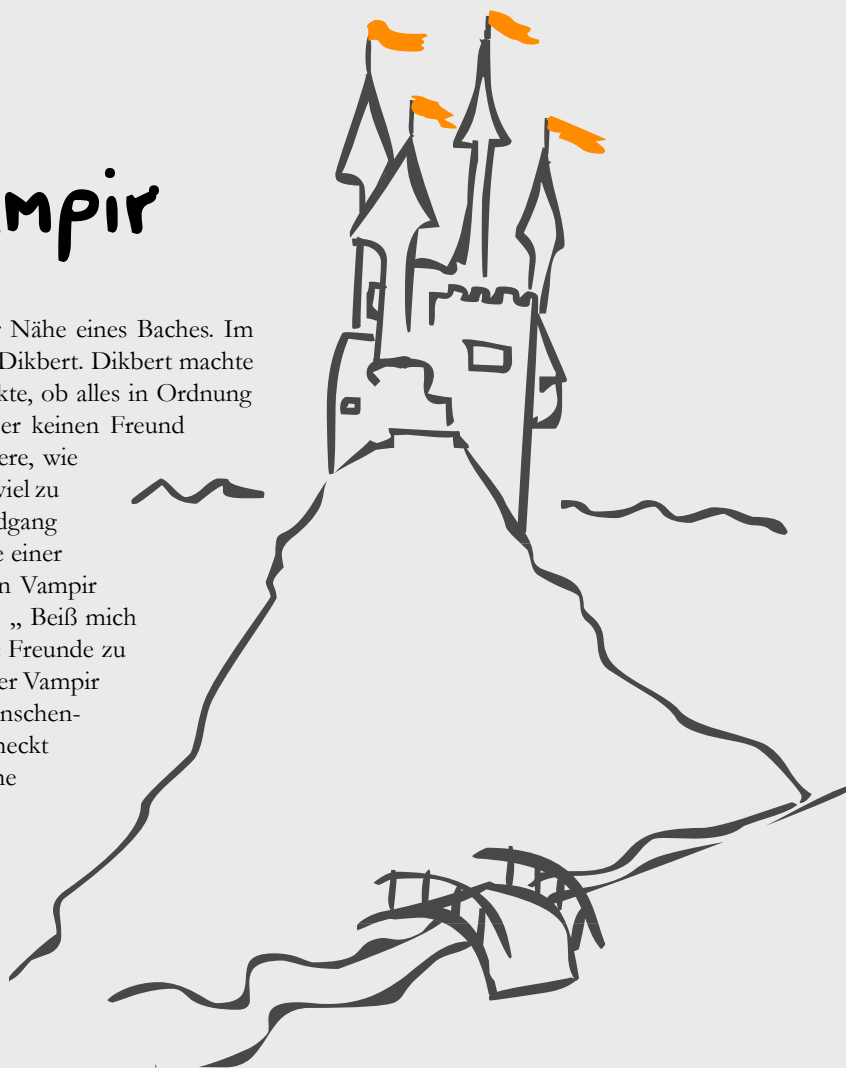 mpir
r Nähe eines Baches. Im
Dikbert. Dikbert machte
kte, ob alles in Ordnung
er keinen Freund
ere, wie
viel zu
dgang
e einer
n Vampir
„ Beiß mich
e Freunde zu
er Vampir
nschen-
heckt
ne